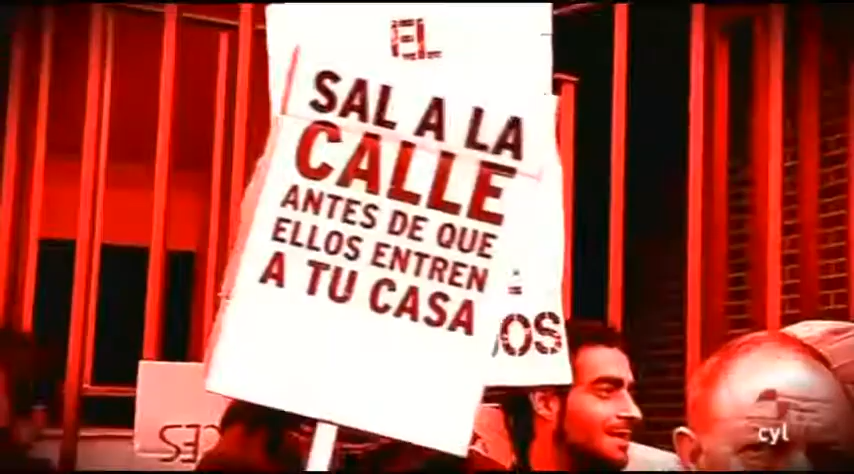 EL
SAL A LA
CALLE
ANTES DE QUE
ELLOS ENTREN
A TU CASA
OS
cyl